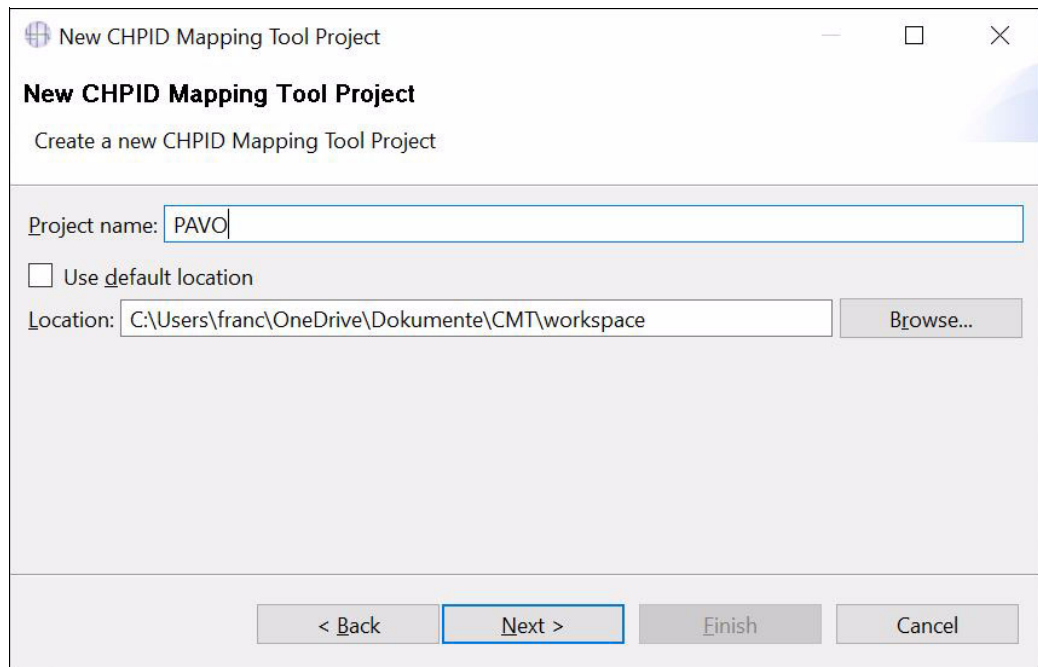 New CHPID Mapping Tool Project
New CHPID Mapping Tool Project
Create a new CHPID Mapping Tool Project
Project name: PAVO
Use default location
Location: C:\Users\franc\OneDrive\Dokumente\CMT\workspace Browse...
< Back Next > Finish Cancel